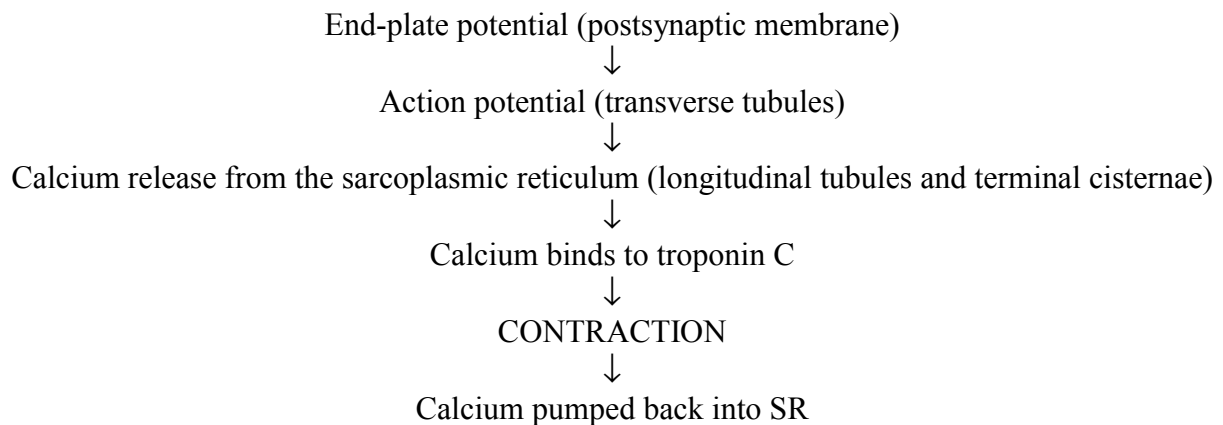 End-plate potential (postsynaptic membrane)
↓
Action potential (transverse tubules)
↓
Calcium release from the sarcoplasmic reticulum (longitudinal tubules and terminal cisternae)
↓
Calcium binds to troponin C
↓
CONTRACTION
↓
Calcium pumped back into SR